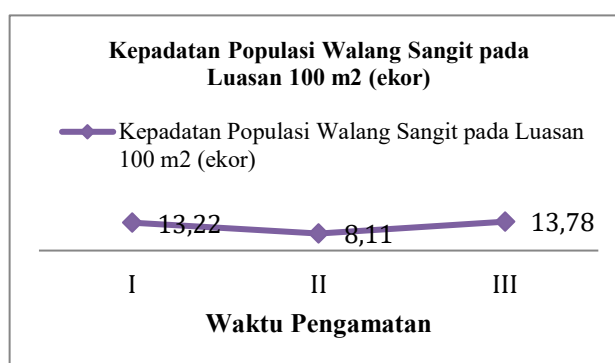 Kepadatan Populasi Walang Sangit pada
Luasan 100 m2 (ekor)
Kepadatan Populasi Walang Sangit pada Luasan
100 m2 (ekor)
13,22
8,11
13,78
I
II
III
Waktu Pengamatan